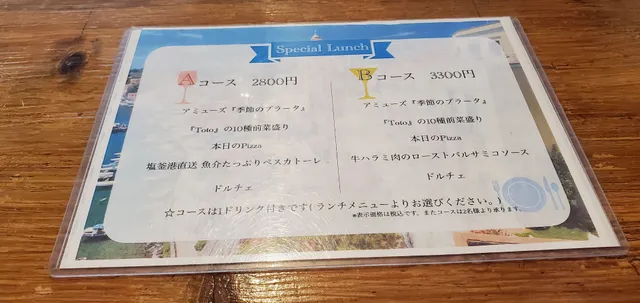 Special Lunch
Aコース 2800円
アミューズ『季節のブラータ』
『Toto』の10種前菜盛り
本日のPizza
塩釜港直送 魚介たっぷりペスカトーレ
ドルチェ
Bコース 3300円
アミューズ『季節のブラータ』
『Toto』の10種前菜盛り
本日のPizza
牛ハラミ肉のローストバルサミコソース
ドルチェ
☆コースは1ドリンク付きです(ランチメニューよりお選びください。)
*表示価格は税込です。またコースは2名様より承ります。